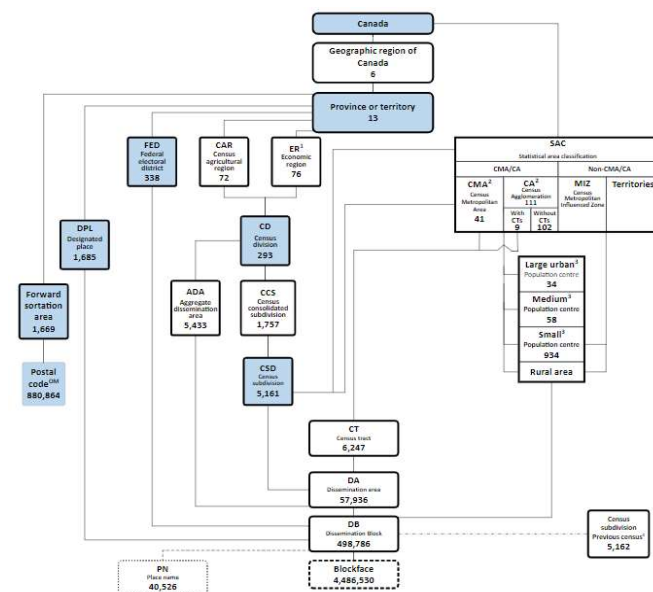 Canada
Geographic region of
Canada
6
Province or territory
13
FED
Federal
electoral
district
338
CAR
Census
agricultural
region
72
ER¹
Economic
region
76
SAC
Statistical area classification
CMA/CA
Non-CMA/CA
CMA²
Census
Metropolitan
Area
41
CA²
Census
Agglomeration
111
With
CTs
9
Without
CTs
102
MIZ
Census
Metropolitan
Influenced Zone
Territories
DPL
Designated
place
1,685
CD
Census
division
293
Large urban³
Population centre
34
Medium³
Population centre
58
Small³
Population centre
934
Rural area
Forward
sortation
area
1,669
ADA
Aggregate
dissemination
area
5,433
CCS
Census
consolidated
subdivision
1,757
Postal
codeᴼᴹ
880,864
CSD
Census
subdivision
5,161
CT
Census tract
6,247
DA
Dissemination area
57,936
DB
Dissemination Block
498,786
Census
subdivision
Previous census
5,162
PN
Place name
40,526
Blockface
4,486,530